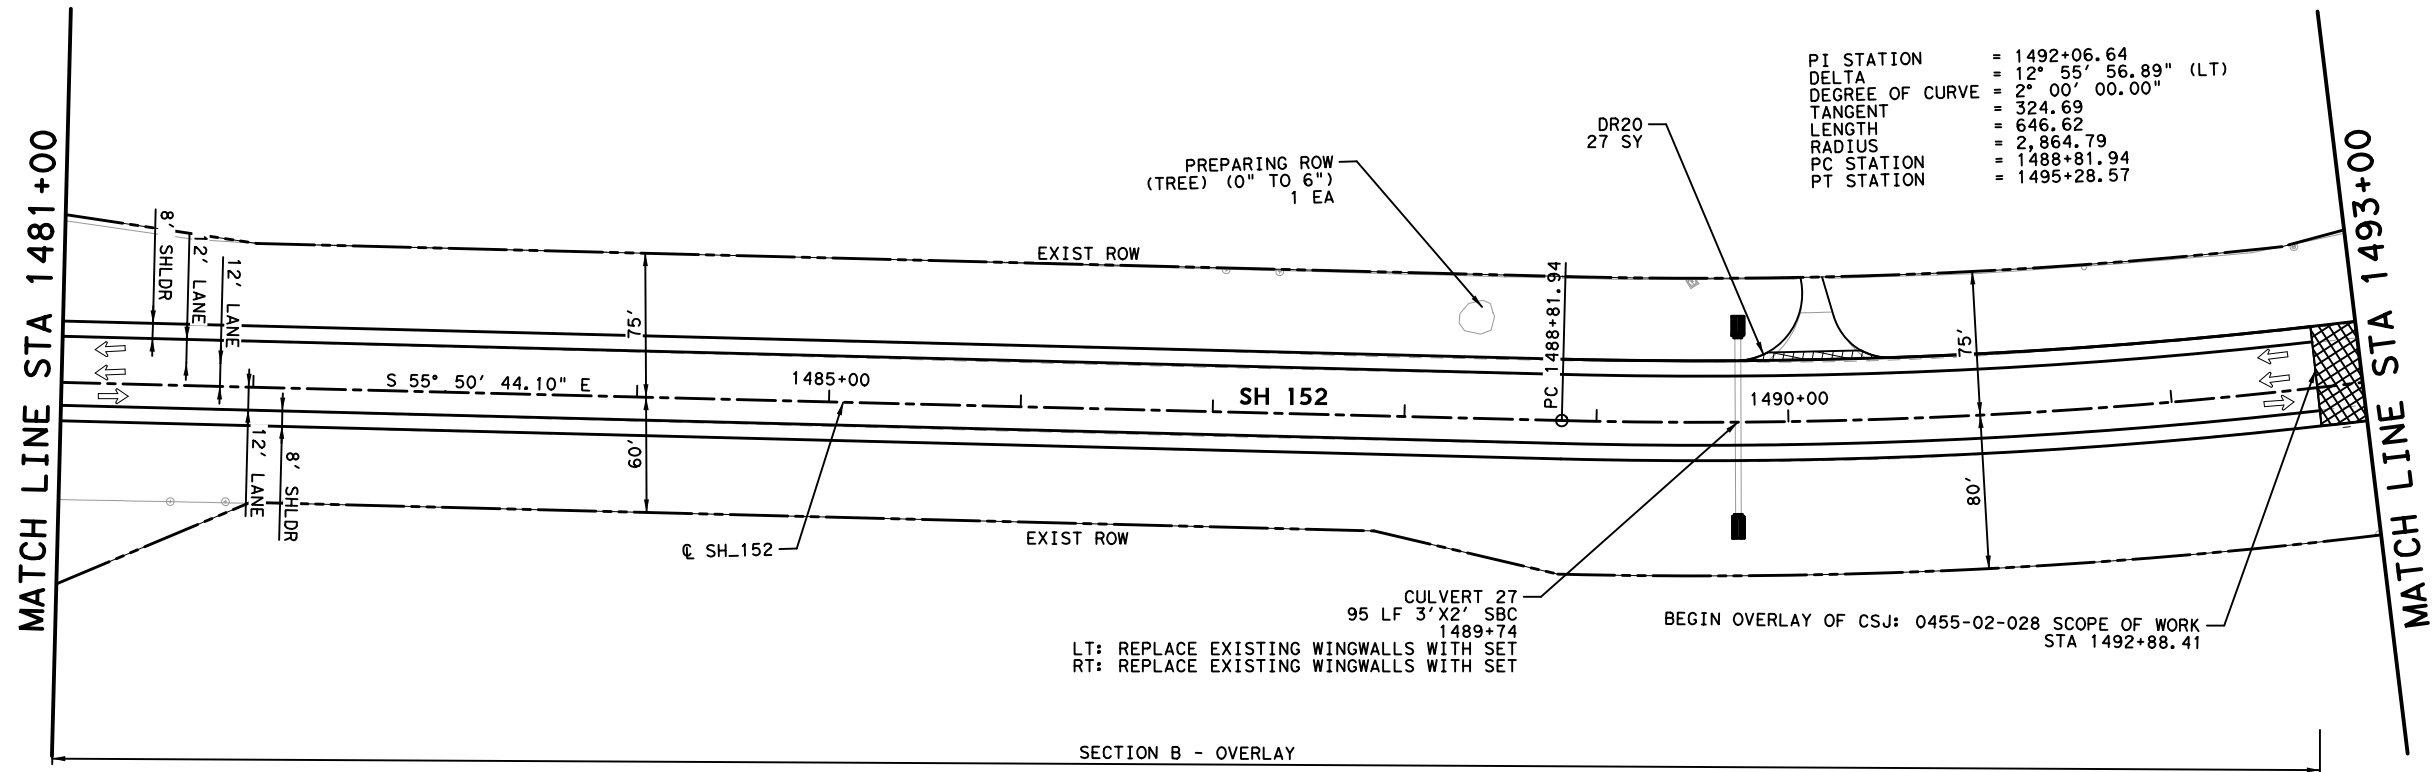 MATCH LINE STA 1481+00
8' SHLDR
12' LANE
12' LANE
12' LANE
8' SHLDR
S 55° 50' 44.10" E
75'
60'
1485+00
℄ SH_152
EXIST ROW
EXIST ROW
PREPARING ROW
(TREE) (0" TO 6")
1 EA
SH 152
PC 1488+81.94
DR20
27 SY
1490+00
75'
80'
PI STATION = 1492+06.64
DELTA = 12° 55' 56.89" (LT)
DEGREE OF CURVE = 2° 00' 00.00"
TANGENT = 324.69
LENGTH = 646.62
RADIUS = 2,864.79
PC STATION = 1488+81.94
PT STATION = 1495+28.57
CULVERT 27
95 LF 3'X2' SBC
1489+74
LT: REPLACE EXISTING WINGWALLS WITH SET
RT: REPLACE EXISTING WINGWALLS WITH SET
BEGIN OVERLAY OF CSJ: 0455-02-028 SCOPE OF WORK
STA 1492+88.41
MATCH LINE STA 1493+00
SECTION B - OVERLAY